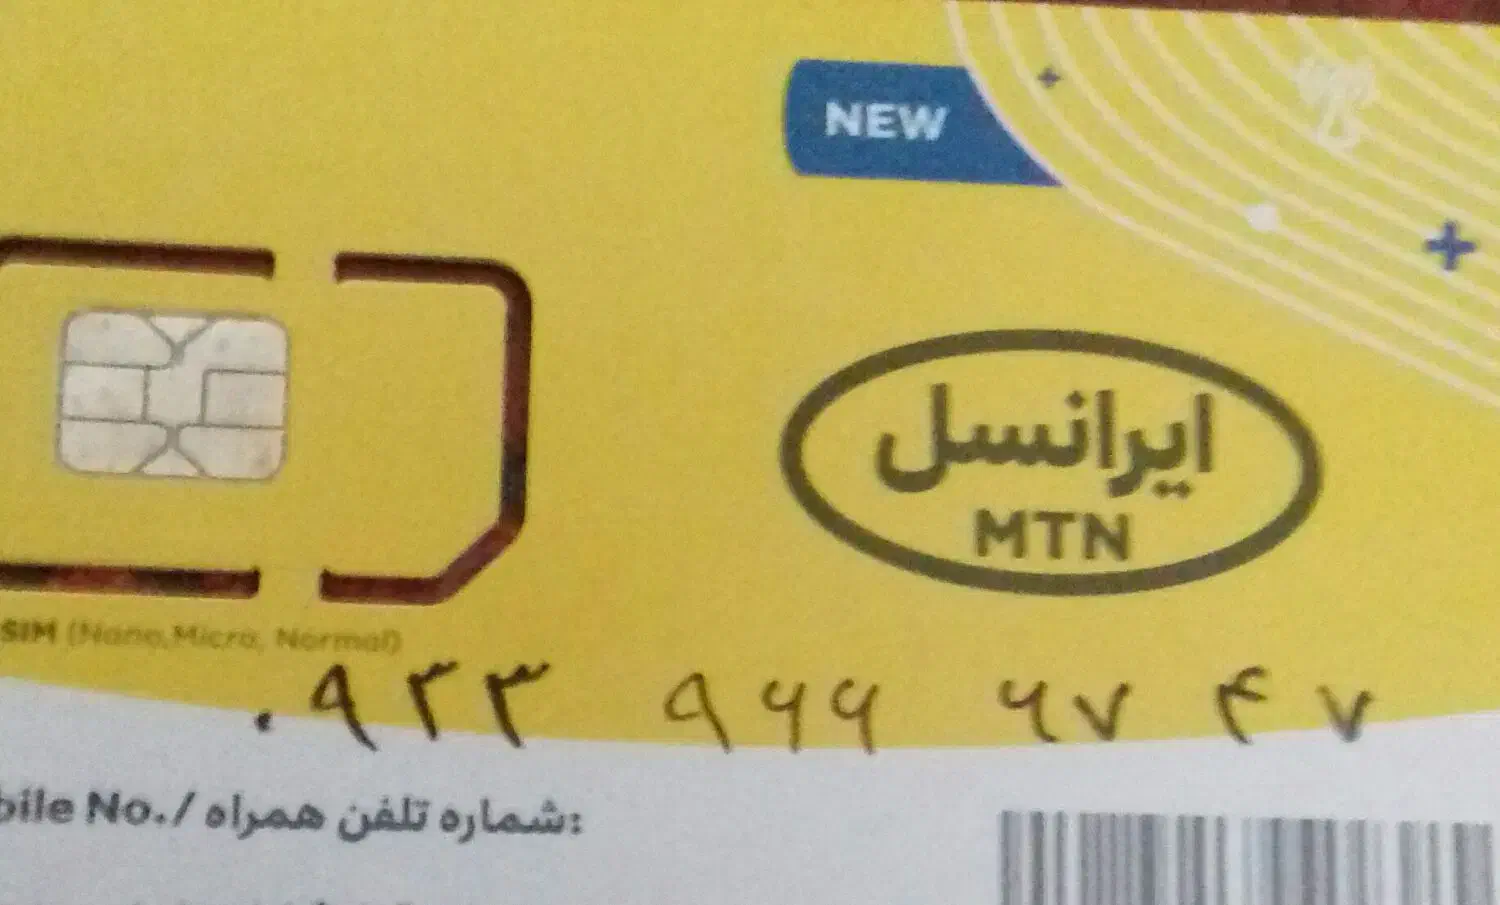 NEW
ایرانسل
MTN
SIM (Nano,Micro, Normal)
۰۹۳۳ ۹۶۶ ۶۷ ۴۷
bile No./ شماره تلفن همراه: